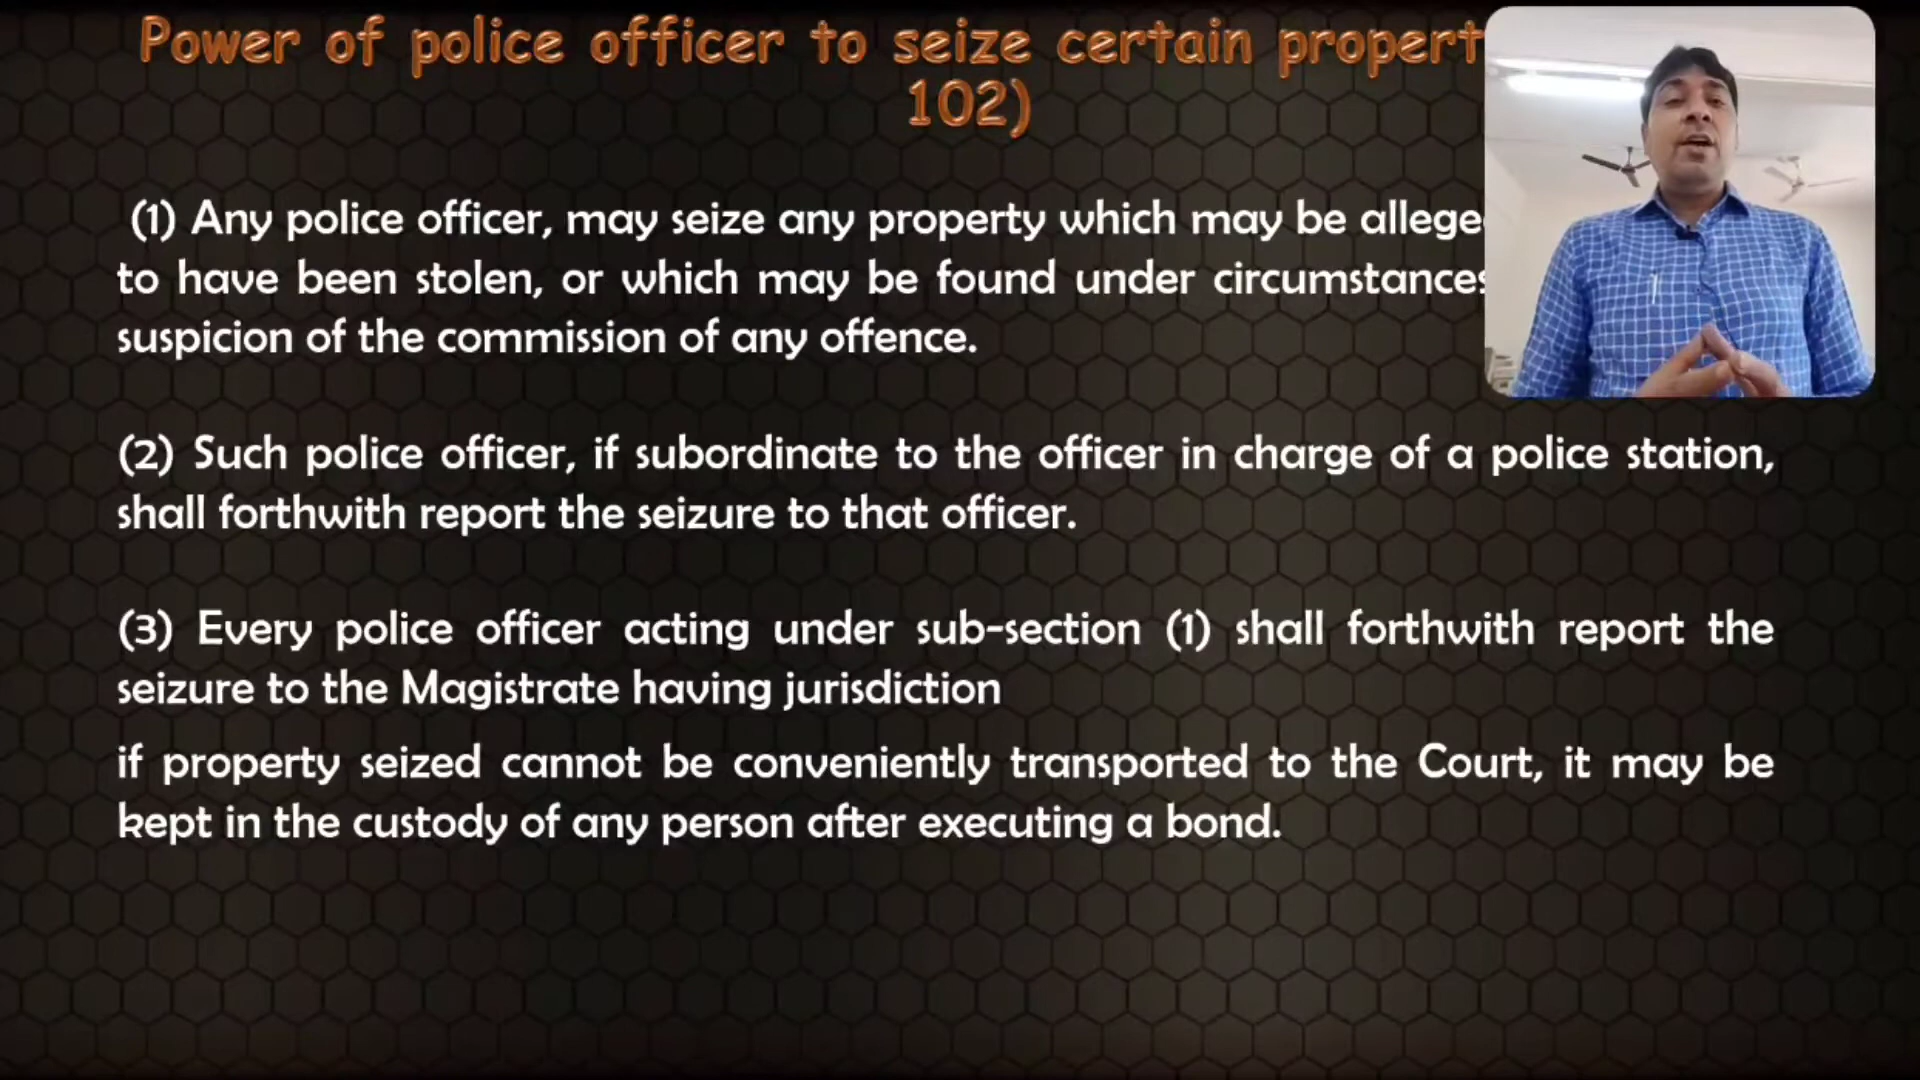 Power of police officer to seize certain
102)
(1) Any police officer, may seize any property which may be
to have been stolen, or which may be found under circumstances
suspicion of the commission of any offence.
(2) Such police officer, if subordinate to the officer in charge of a police station,
shall forthwith report the seizure to that officer.
(3) Every police officer acting under sub-section (1) shall forthwith report the
seizure to the Magistrate having jurisdiction
if property seized cannot be conveniently transported to the Court, it may be
kept in the custody of any person after executing a bond.